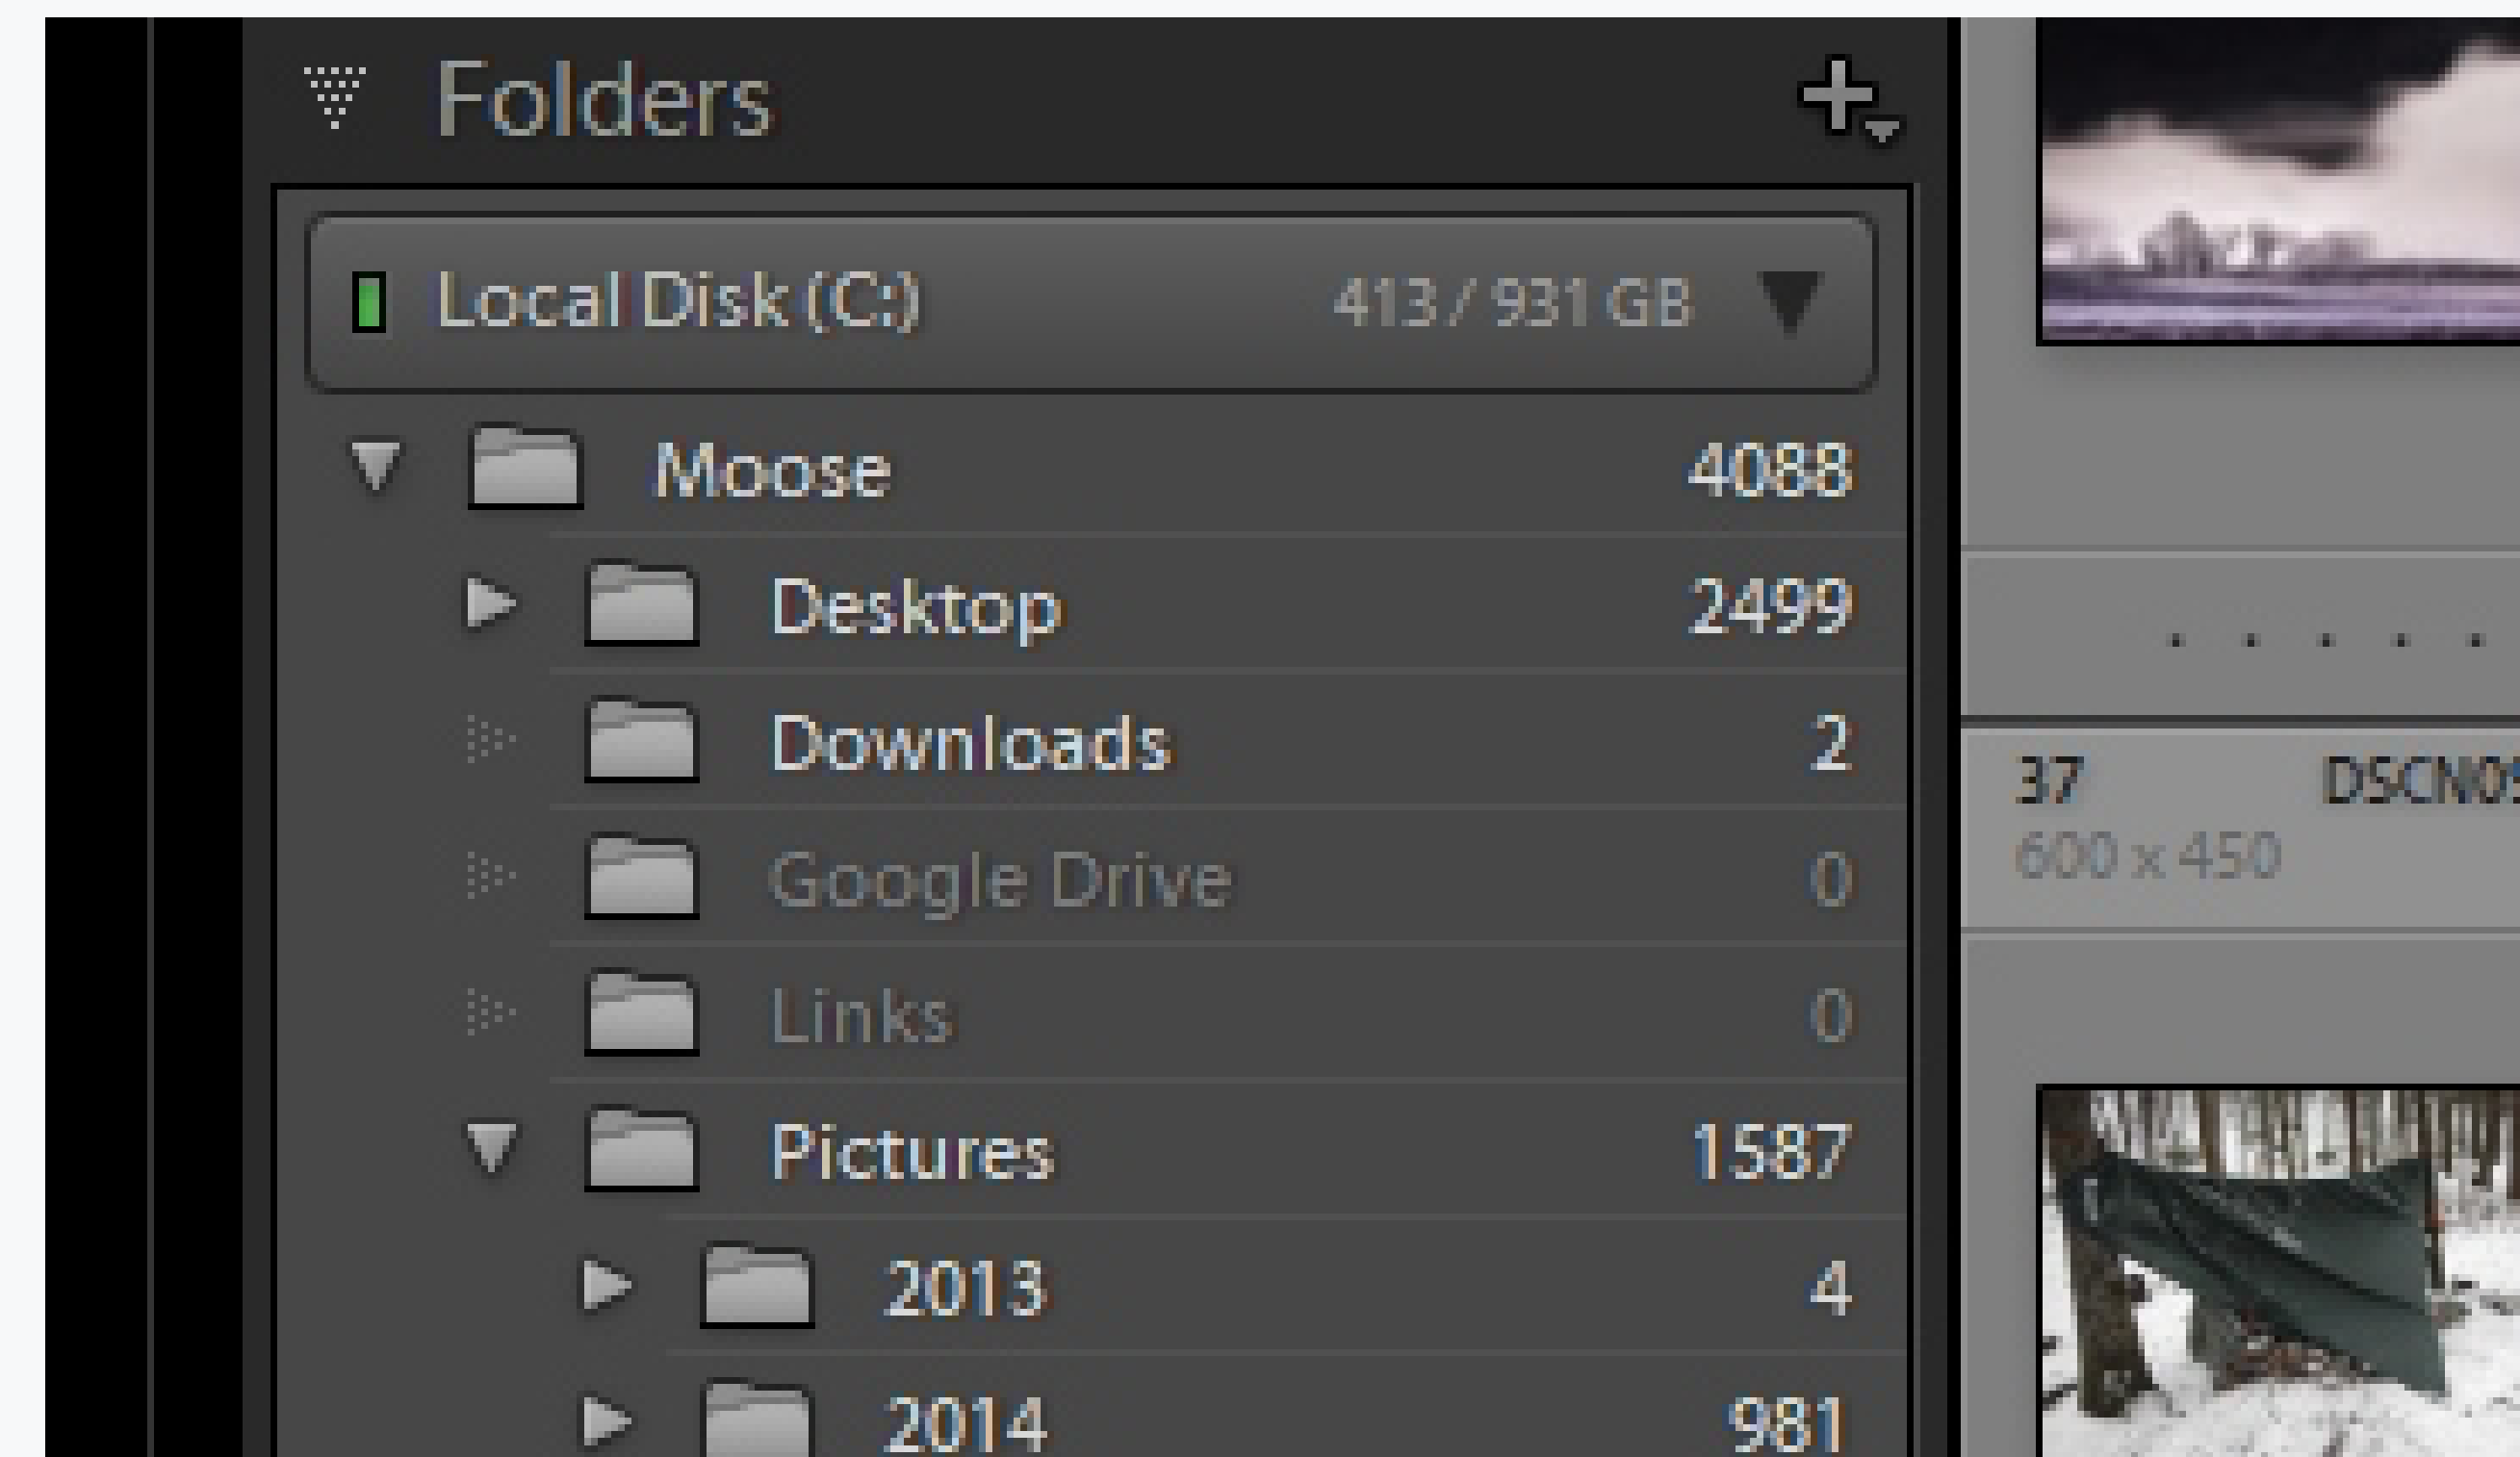 Folders
Local Disk (C:) 413 / 931 GB
Moose 4088
Desktop 2499
Downloads 2
Google Drive 0
Links 0
Pictures 1587
2013 4
2014 981
37
600 x 450